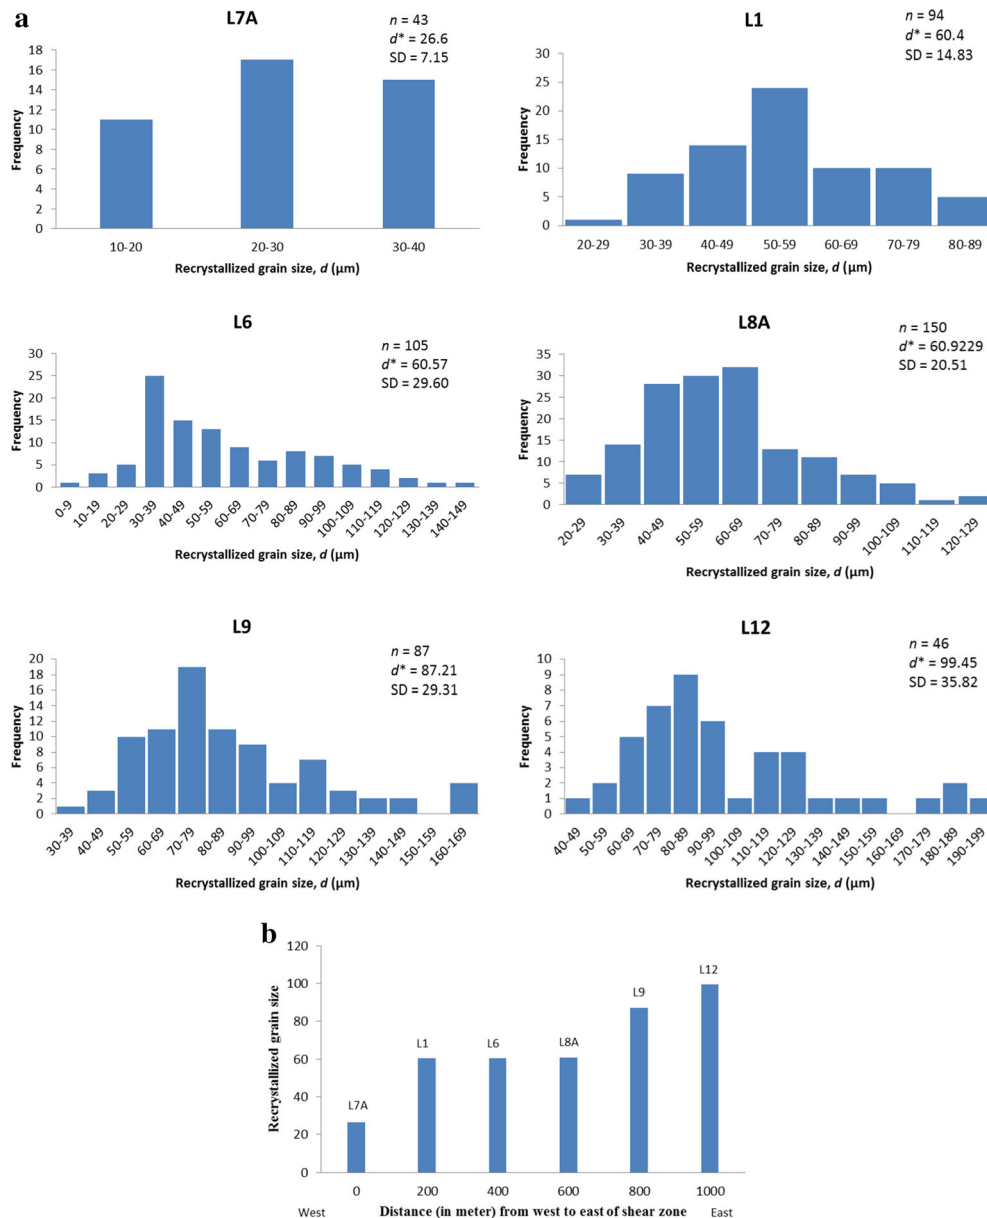 a
L7A
n = 43
d* = 26.6
SD = 7.15
18
16
14
12
10
8
6
4
2
0
Frequency
10-20 20-30 30-40
Recrystallized grain size, d (µm)
L1
n = 94
d* = 60.4
SD = 14.83
30
25
20
15
10
5
0
Frequency
20-29 30-39 40-49 50-59 60-69 70-79 80-89
Recrystallized grain size, d (µm)
L6
n = 105
d* = 60.57
SD = 29.60
30
25
20
15
10
5
0
Frequency
0-9 10-19 20-29 30-39 40-49 50-59 60-69 70-79 80-89 90-99 100-109 110-119 120-129 130-139 140-149
Recrystallized grain size, d (µm)
L8A
n = 150
d* = 60.9229
SD = 20.51
35
30
25
20
15
10
5
0
Frequency
20-29 30-39 40-49 50-59 60-69 70-79 80-89 90-99 100-109 110-119 120-129
Recrystallized grain size, d (µm)
L9
n = 87
d* = 87.21
SD = 29.31
20
18
16
14
12
10
8
6
4
2
0
Frequency
30-39 40-49 50-59 60-69 70-79 80-89 90-99 100-109 110-119 120-129 130-139 140-149 150-159 160-169
Recrystallized grain size, d (µm)
L12
n = 46
d* = 99.45
SD = 35.82
10
9
8
7
6
5
4
3
2
1
0
Frequency
40-49 50-59 60-69 70-79 80-89 90-99 100-109 110-119 120-129 130-139 140-149 150-159 160-169 170-179 180-189 190-199
Recrystallized grain size, d (µm)
b
120
100
80
60
40
20
0
Recrystallized grain size
L7A L1 L6 L8A L9 L12
0 200 400 600 800 1000
West Distance (in meter) from west to east of shear zone East